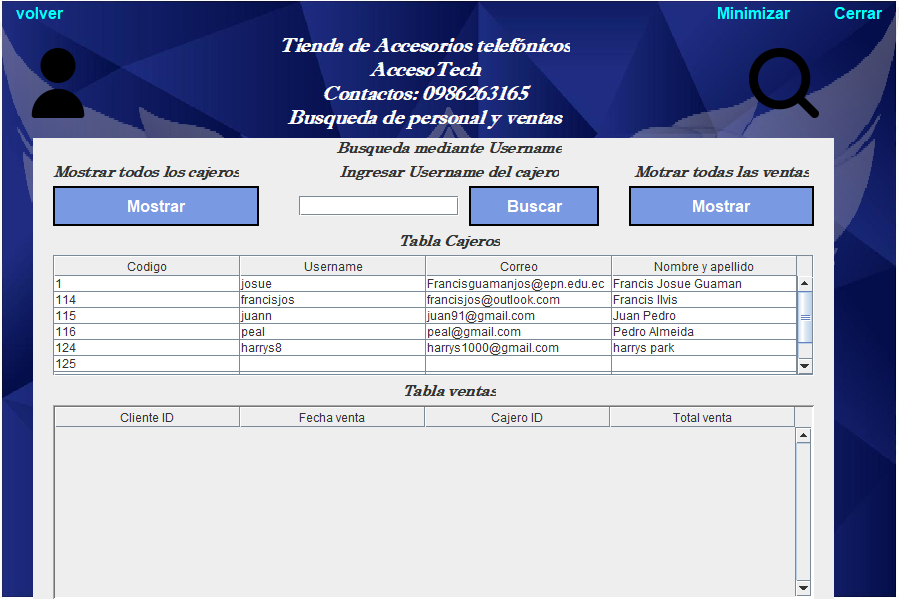 volver Minimizar Cerrar
Tienda de Accesorios telefónicos
AccesoTech
Contactos: 0986263165
Busqueda de personal y ventas
Busqueda mediante Username
Mostrar todos los cajeros Ingresar Username del cajero Motrar todas las ventas
Mostrar Buscar Mostrar
Tabla Cajeros
Codigo Username Correo Nombre y apellido
1 josue Francisguamanjos@epn.edu.ec Francis Josue Guaman
114 francisjos francisjos@outlook.com Francis Ilvis
115 juann juan91@gmail.com Juan Pedro
116 peal peal@gmail.com Pedro Almeida
124 harrys8 harrys1000@gmail.com harrys park
125
Tabla ventas
Cliente ID Fecha venta Cajero ID Total venta